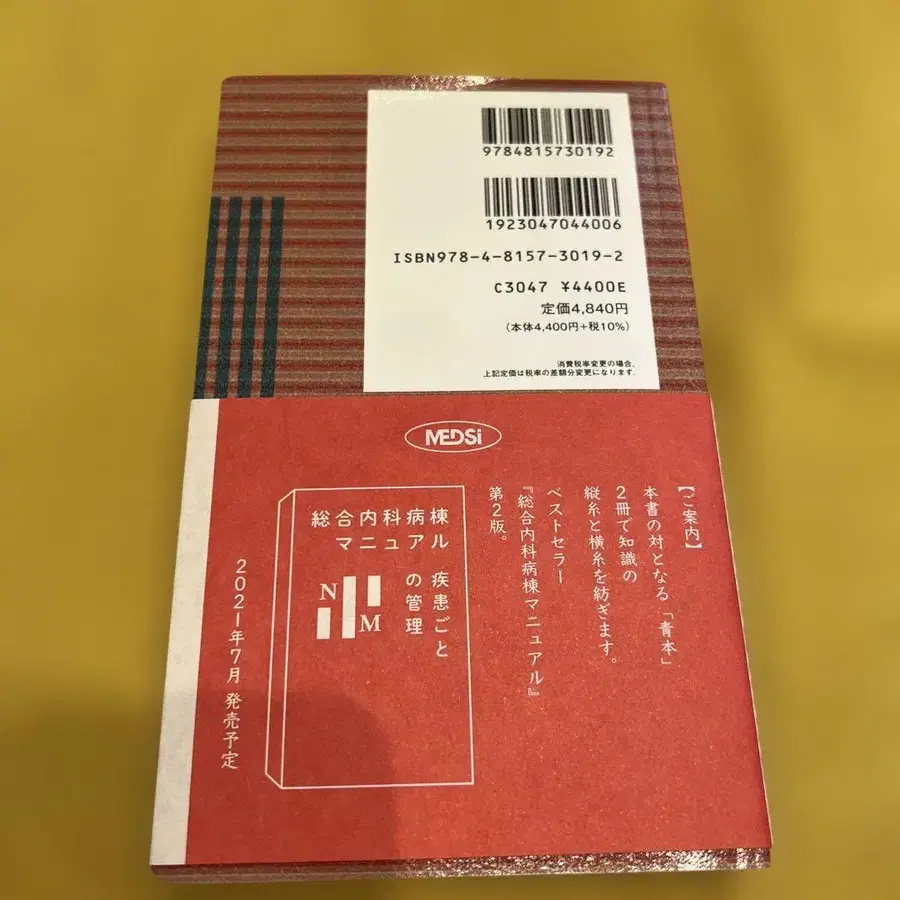 9784815730192
1923047044006
ISBN978-4-8157-3019-2
C3047 ¥4400E
定価4,840円
(本体4,400円+税10%)
消費税率変更の場合,
上記定価は税率の差額分変更になります.
MEDSi
【ご案内】
本書の対となる「青本」
2冊で知識の
縦糸と横糸を紡ぎます。
ベストセラー
『総合内科病棟マニュアル』
第2版。
総合内科病棟
マニュアル
疾患ごと
の管理
N
M
2021年7月 発売予定